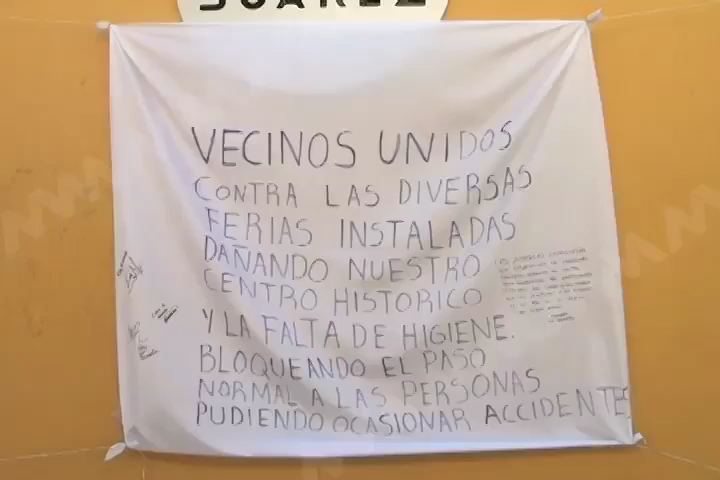 SUÁREZ
VECINOS UNIDOS
CONTRA LAS DIVERSAS
FERIAS INSTALADAS
DAÑANDO NUESTRO
CENTRO HISTORICO
Y LA FALTA DE HIGIENE.
BLOQUEANDO EL PASO
NORMAL A LAS PERSONAS
PUDIENDO OCASIONAR ACCIDENTES